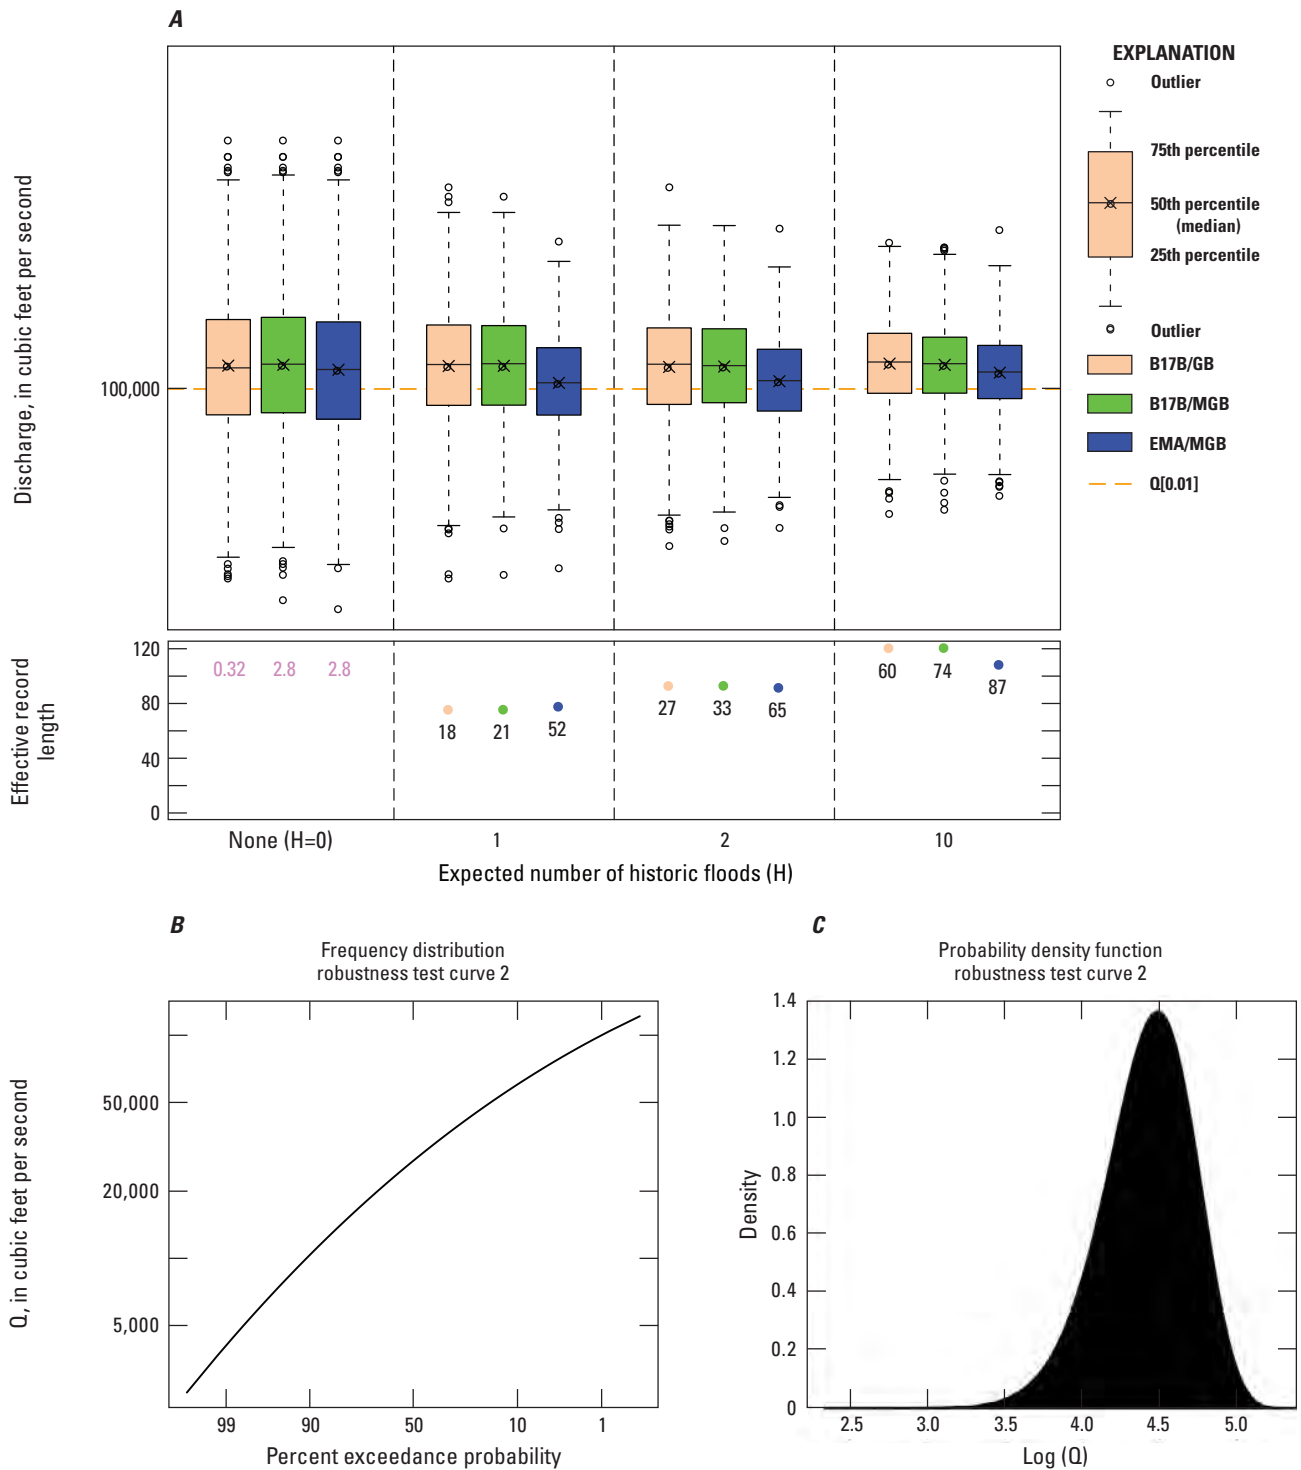 A
EXPLANATION
Outlier
75th percentile
50th percentile
(median)
25th percentile
Outlier
B17B/GB
B17B/MGB
EMA/MGB
Q[0.01]
Discharge, in cubic feet per second
100,000
Effective record
length
120
80
40
0
0.32 2.8 2.8
18 21 52
27 33 65
60 74 87
None (H=0) 1 2 10
Expected number of historic floods (H)
B
Frequency distribution
robustness test curve 2
Q, in cubic feet per second
50,000
20,000
5,000
99 90 50 10 1
Percent exceedance probability
C
Probability density function
robustness test curve 2
Density
1.4
1.2
1.0
0.8
0.6
0.4
0.2
0
2.5 3.0 3.5 4.0 4.5 5.0
Log (Q)